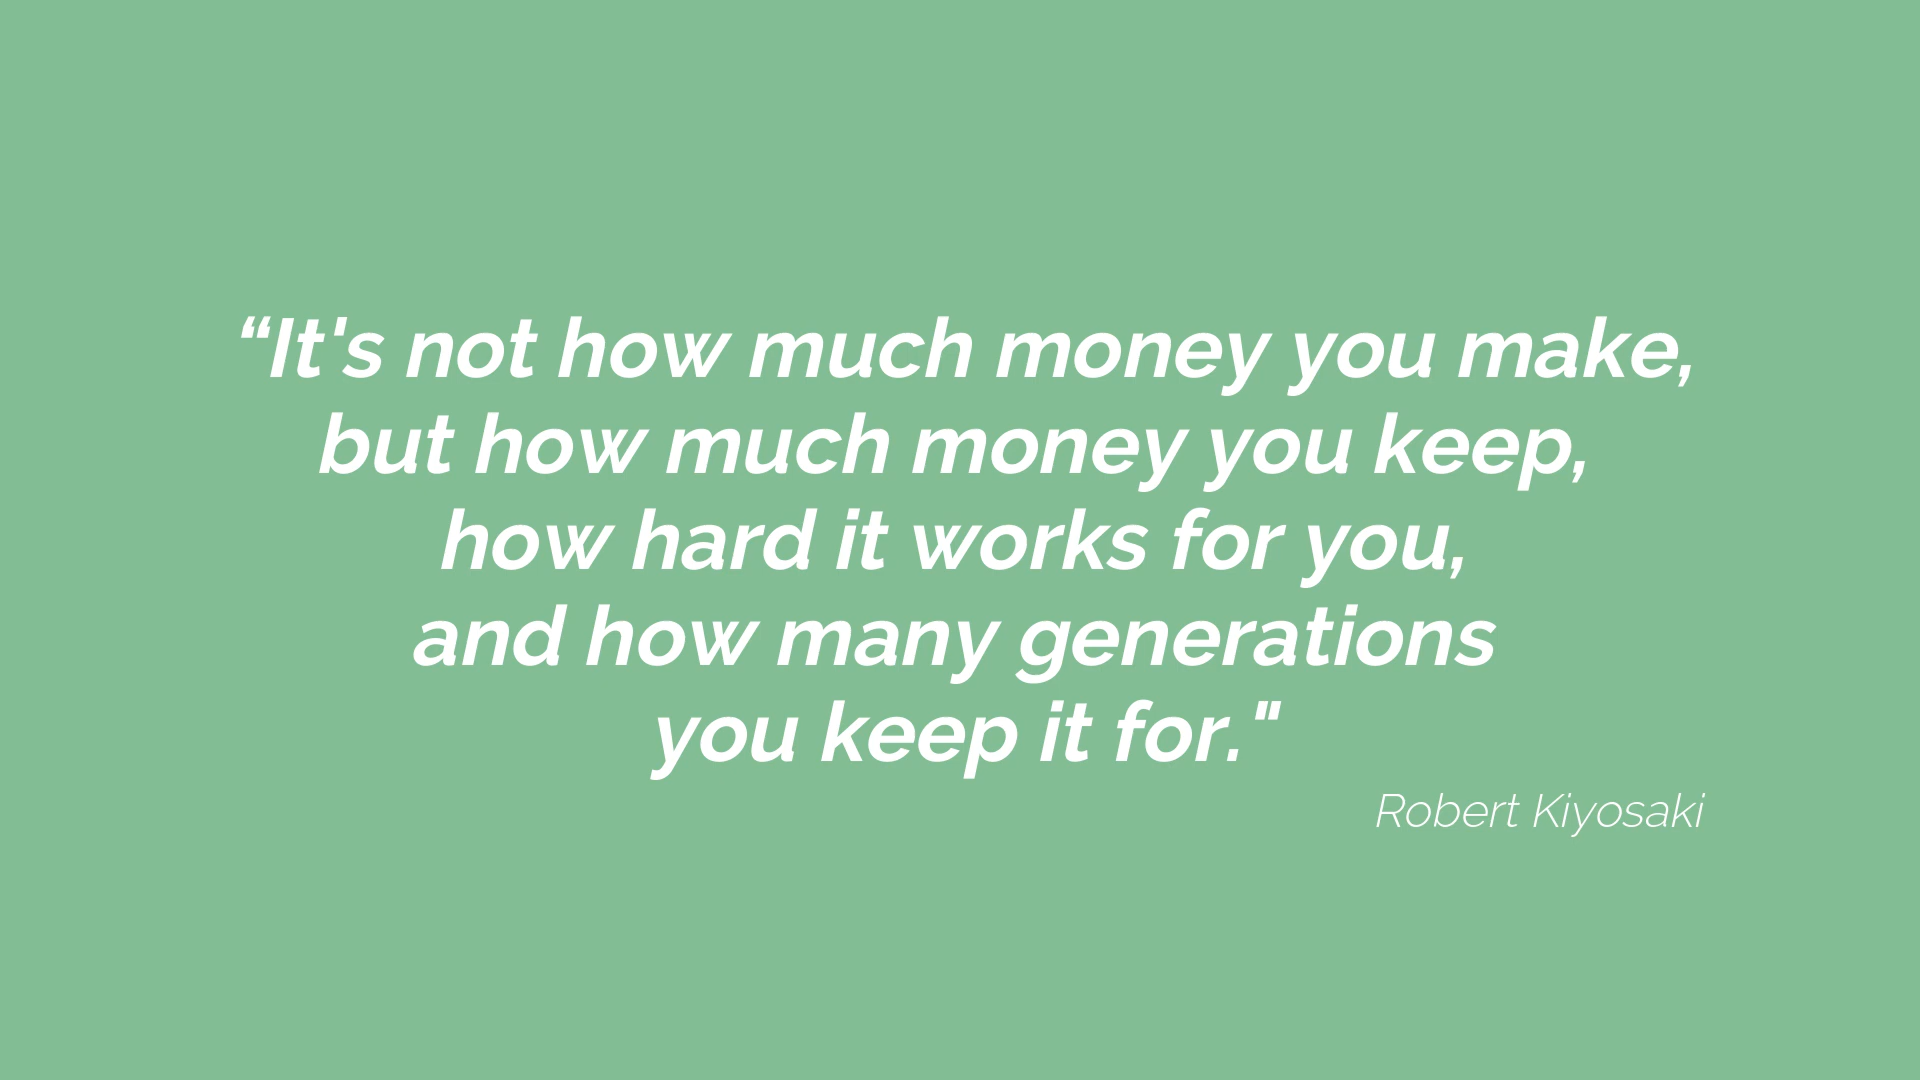 “It's not how much money you make,
but how much money you keep,
how hard it works for you,
and how many generations
you keep it for."
Robert Kiyosaki